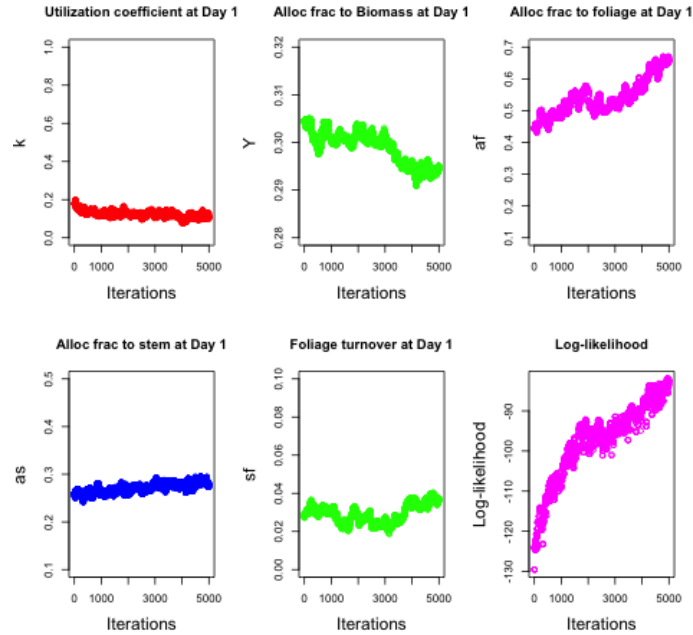 Utilization coefficient at Day 1
1.0
0.8
0.6
0.4
0.2
0.0
k
0 1000 3000 5000
Iterations
Alloc frac to Biomass at Day 1
0.32
0.31
0.30
0.29
0.28
Y
0 1000 3000 5000
Iterations
Alloc frac to foliage at Day 1
0.7
0.6
0.5
0.4
0.3
0.2
0.1
af
0 1000 3000 5000
Iterations
Alloc frac to stem at Day 1
0.5
0.4
0.3
0.2
0.1
as
0 1000 3000 5000
Iterations
Foliage turnover at Day 1
0.10
0.08
0.06
0.04
0.02
0.00
sf
0 1000 3000 5000
Iterations
Log-likelihood
-90
-100
-110
-120
-130
Log-likelihood
0 1000 3000 5000
Iterations